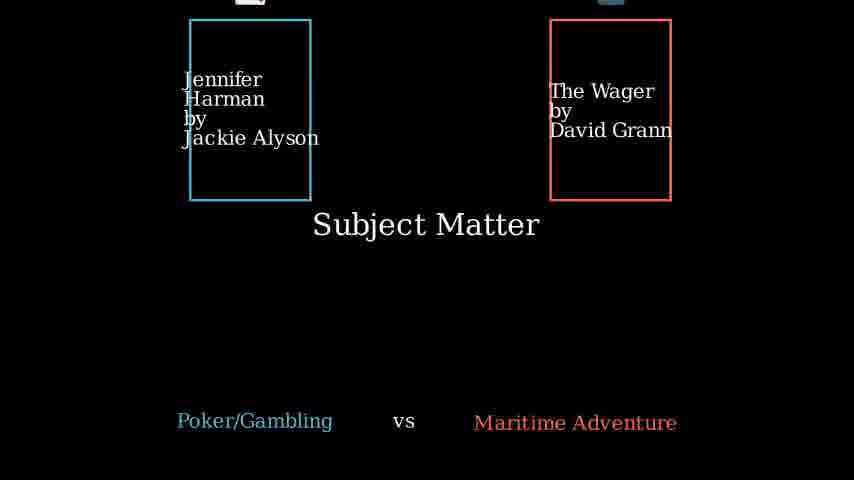 Jennifer
Harman
by
Jackie Alyson
The Wager
by
David Grann
Subject Matter
Poker/Gambling vs Maritime Adventure